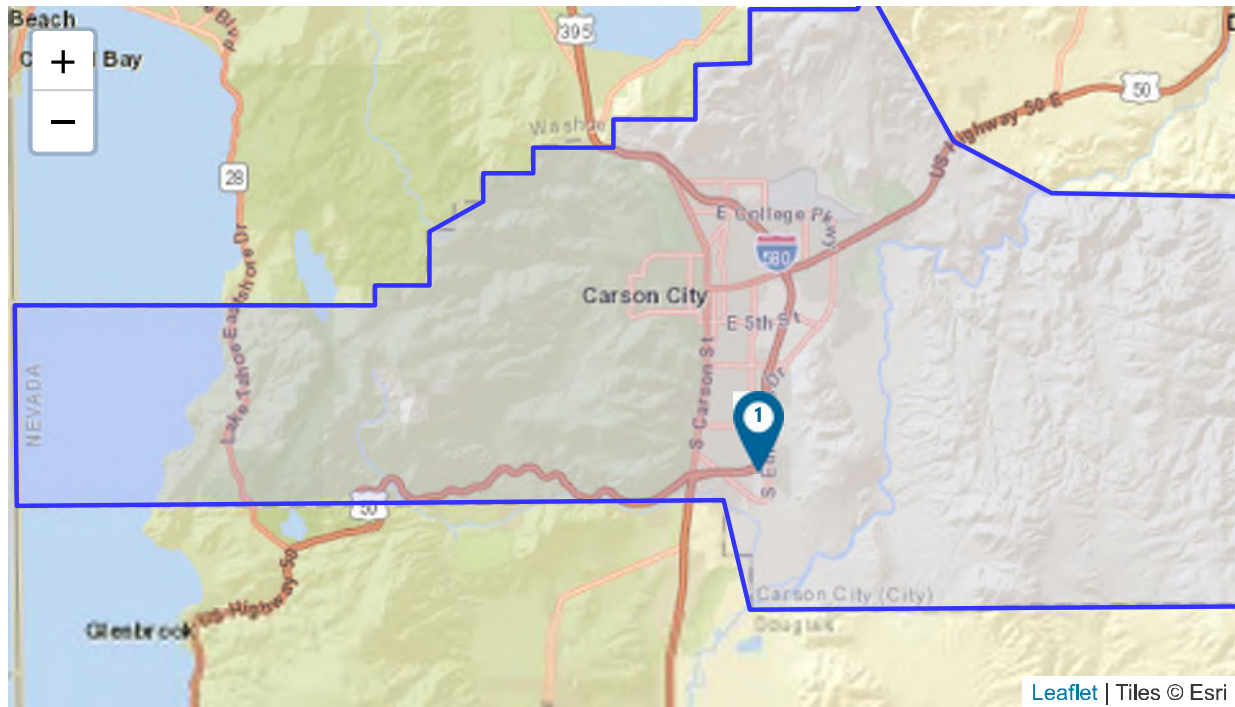 Beach
Bay
+
−
395
Washoe
50
US Highway 50 E
28
E College Pkwy
580
Carson City
E 5th St
Lake Tahoe Eastshore Dr
S Carson St
Dr
1
NEVADA
50
US Highway 50
Glenbrook
Carson City (City)
Douglas
Leaflet | Tiles © Esri